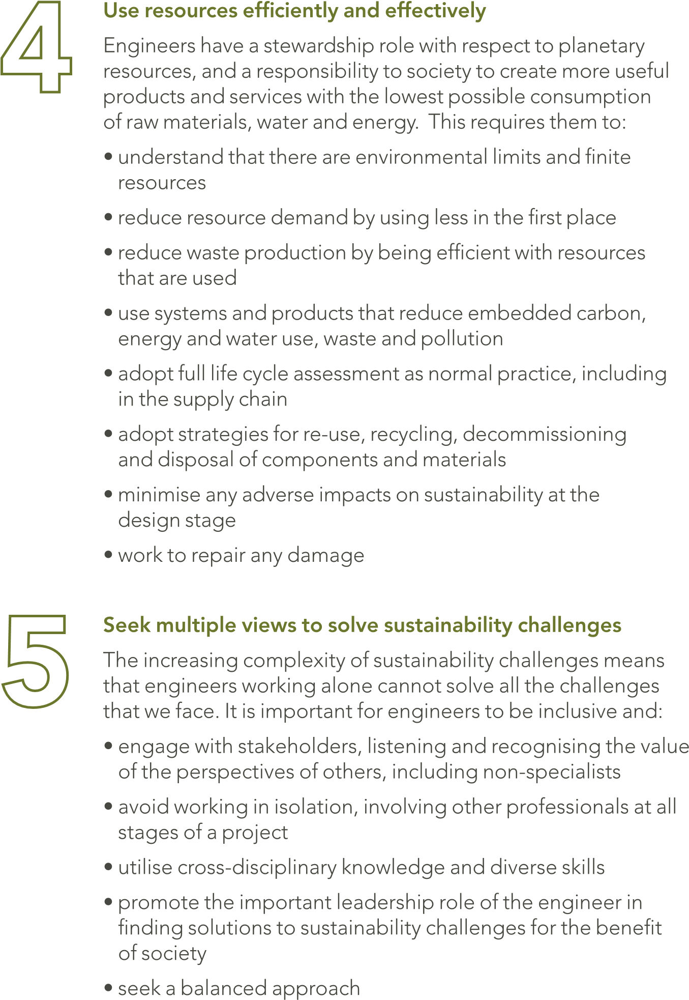 4
Use resources efficiently and effectively
Engineers have a stewardship role with respect to planetary
resources, and a responsibility to society to create more useful
products and services with the lowest possible consumption
of raw materials, water and energy.  This requires them to:
• understand that there are environmental limits and finite
resources
• reduce resource demand by using less in the first place
• reduce waste production by being efficient with resources
that are used
• use systems and products that reduce embedded carbon,
energy and water use, waste and pollution
• adopt full life cycle assessment as normal practice, including
in the supply chain
• adopt strategies for re-use, recycling, decommissioning
and disposal of components and materials
• minimise any adverse impacts on sustainability at the
design stage
• work to repair any damage
5
Seek multiple views to solve sustainability challenges
The increasing complexity of sustainability challenges means
that engineers working alone cannot solve all the challenges
that we face. It is important for engineers to be inclusive and:
• engage with stakeholders, listening and recognising the value
of the perspectives of others, including non-specialists
• avoid working in isolation, involving other professionals at all
stages of a project
• utilise cross-disciplinary knowledge and diverse skills
• promote the important leadership role of the engineer in
finding solutions to sustainability challenges for the benefit
of society
• seek a balanced approach